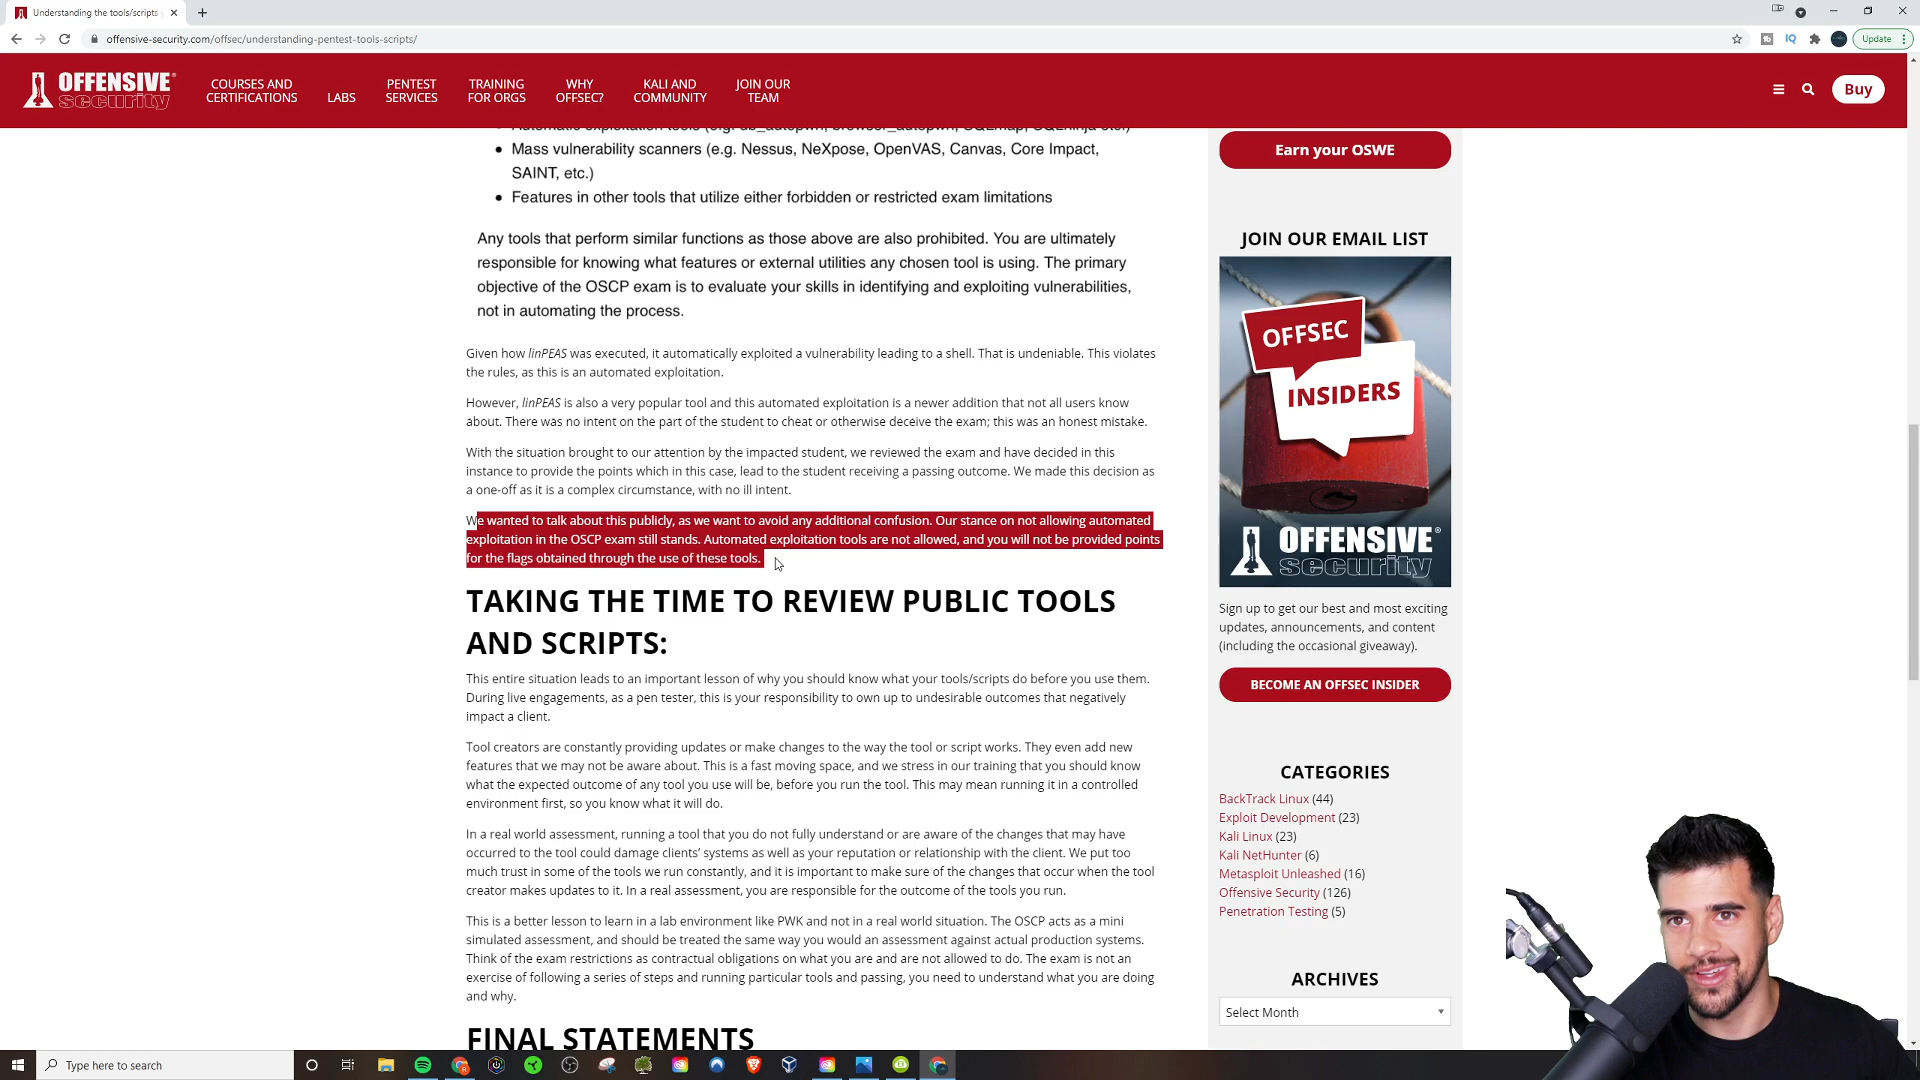 Understanding the tools/scripts
offensive-security.com/offsec/understanding-pentest-tools-scripts/
IQ
Update
OFFENSIVE
security
COURSES AND
CERTIFICATIONS
LABS
PENTEST
SERVICES
TRAINING
FOR ORGS
WHY
OFFSEC?
KALI AND
COMMUNITY
JOIN OUR
TEAM
Buy
Automatic exploitation tools (e.g. db_autopwn, browser_autopwn, SQLmap, SQLninja etc.)
• Mass vulnerability scanners (e.g. Nessus, NeXpose, OpenVAS, Canvas, Core Impact,
SAINT, etc.)
• Features in other tools that utilize either forbidden or restricted exam limitations
Any tools that perform similar functions as those above are also prohibited. You are ultimately
responsible for knowing what features or external utilities any chosen tool is using. The primary
objective of the OSCP exam is to evaluate your skills in identifying and exploiting vulnerabilities,
not in automating the process.
Given how linPEAS was executed, it automatically exploited a vulnerability leading to a shell. That is undeniable. This violates
the rules, as this is an automated exploitation.
However, linPEAS is also a very popular tool and this automated exploitation is a newer addition that not all users know
about. There was no intent on the part of the student to cheat or otherwise deceive the exam; this was an honest mistake.
With the situation brought to our attention by the impacted student, we reviewed the exam and have decided in this
instance to provide the points which in this case, lead to the student receiving a passing outcome. We made this decision as
a one-off as it is a complex circumstance, with no ill intent.
We wanted to talk about this publicly, as we want to avoid any additional confusion. Our stance on not allowing automated
exploitation in the OSCP exam still stands. Automated exploitation tools are not allowed, and you will not be provided points
for the flags obtained through the use of these tools.
TAKING THE TIME TO REVIEW PUBLIC TOOLS
AND SCRIPTS:
This entire situation leads to an important lesson of why you should know what your tools/scripts do before you use them.
During live engagements, as a pen tester, this is your responsibility to own up to undesirable outcomes that negatively
impact a client.
Tool creators are constantly providing updates or make changes to the way the tool or script works. They even add new
features that we may not be aware about. This is a fast moving space, and we stress in our training that you should know
what the expected outcome of any tool you use will be, before you run the tool. This may mean running it in a controlled
environment first, so you know what it will do.
In a real world assessment, running a tool that you do not fully understand or are aware of the changes that may have
occurred to the tool could damage clients’ systems as well as your reputation or relationship with the client. We put too
much trust in some of the tools we run constantly, and it is important to make sure of the changes that occur when the tool
creator makes updates to it. In a real assessment, you are responsible for the outcome of the tools you run.
This is a better lesson to learn in a lab environment like PWK and not in a real world situation. The OSCP acts as a mini
simulated assessment, and should be treated the same way you would an assessment against actual production systems.
Think of the exam restrictions as contractual obligations on what you are and are not allowed to do. The exam is not an
exercise of following a series of steps and running particular tools and passing, you need to understand what you are doing
and why.
FINAL STATEMENTS
Earn your OSWE
JOIN OUR EMAIL LIST
OFFSEC
INSIDERS
OFFENSIVE
security
Sign up to get our best and most exciting
updates, announcements, and content
(including the occasional giveaway).
BECOME AN OFFSEC INSIDER
CATEGORIES
BackTrack Linux (44)
Exploit Development (23)
Kali Linux (23)
Kali NetHunter (6)
Metasploit Unleashed (16)
Offensive Security (126)
Penetration Testing (5)
ARCHIVES
Select Month
Type here to search